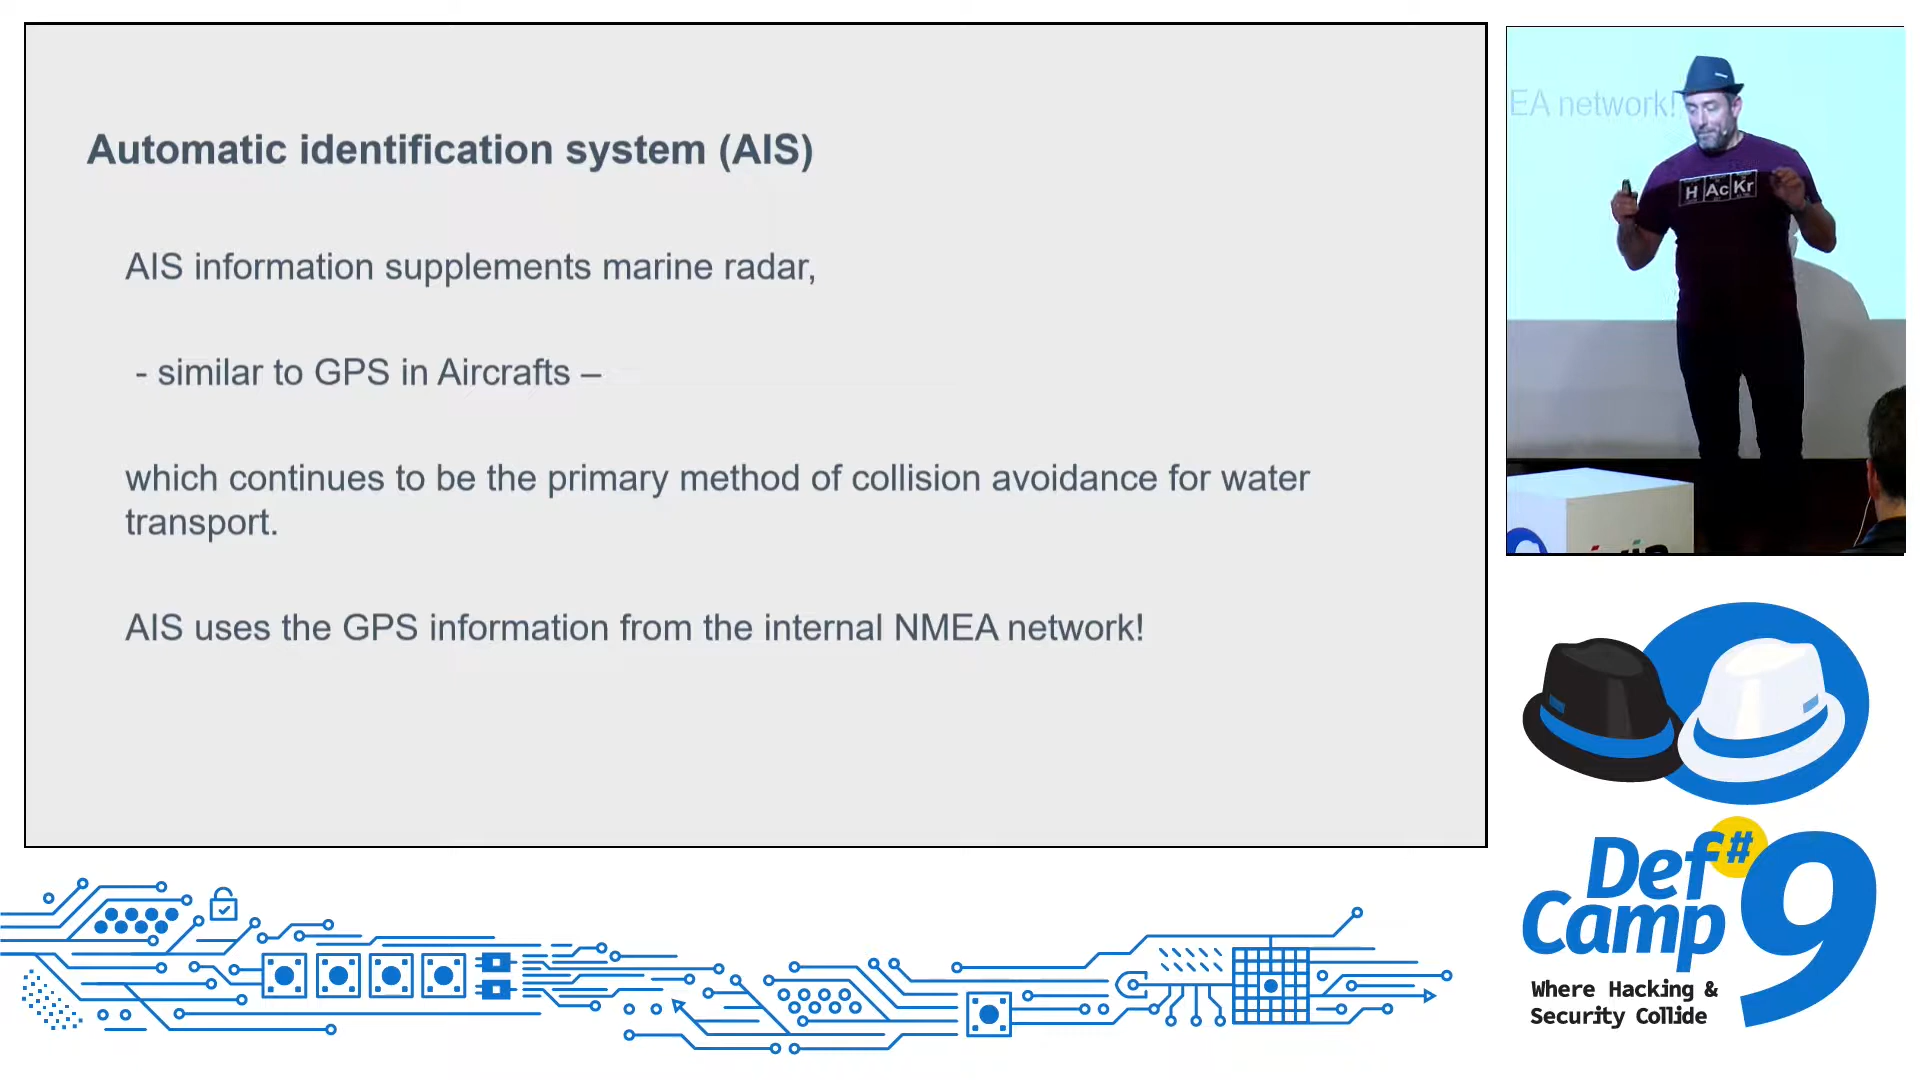 Automatic identification system (AIS)
AIS information supplements marine radar,
- similar to GPS in Aircrafts –
which continues to be the primary method of collision avoidance for water
transport.
AIS uses the GPS information from the internal NMEA network!
EA network!
H Ac Kr
Def
Camp
#9
Where Hacking &
Security Collide